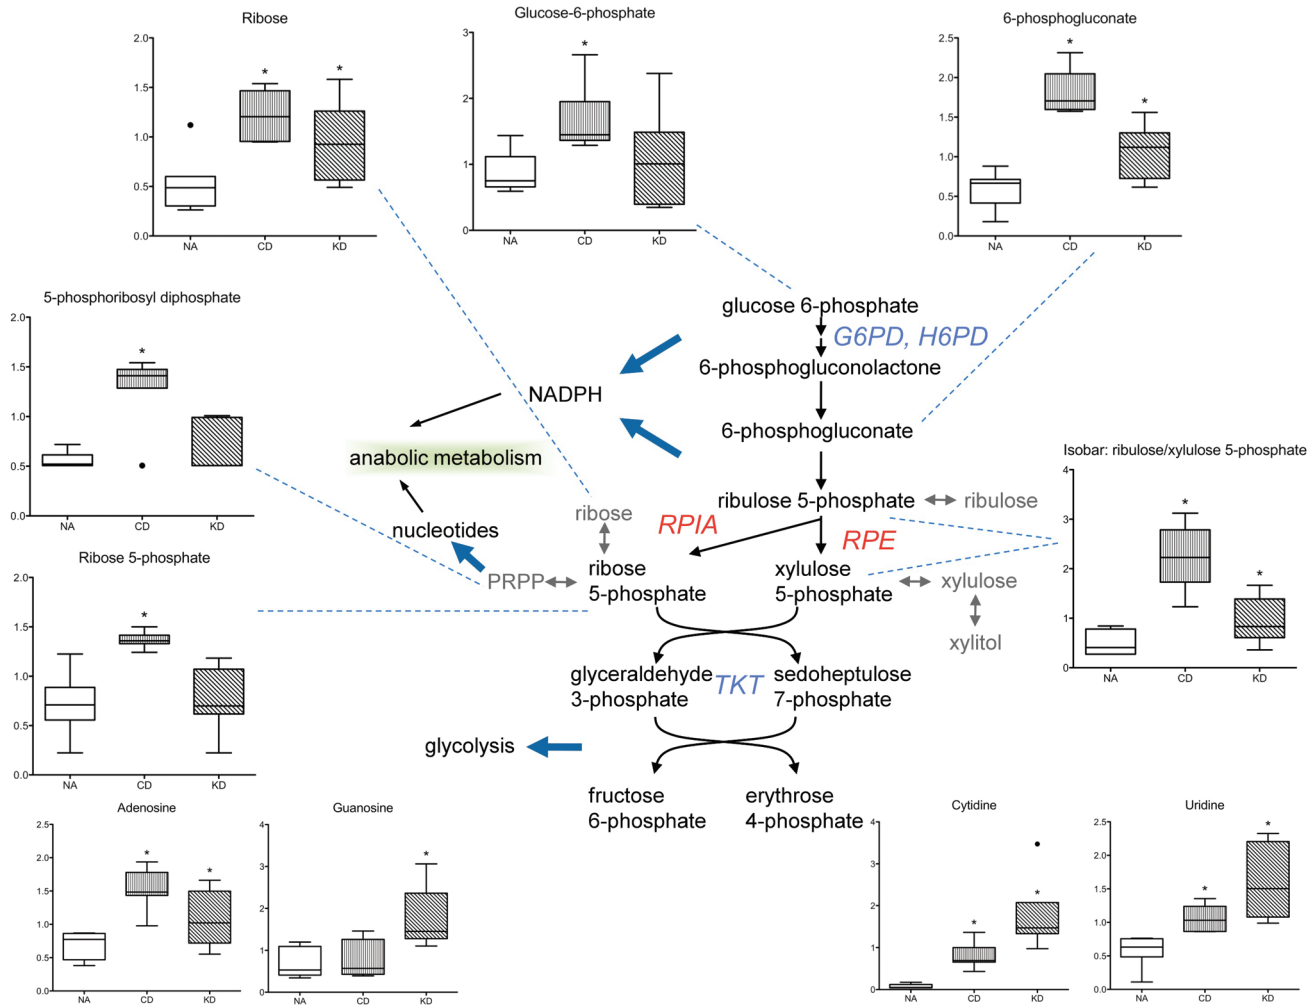 Ribose
2.0
1.5
1.0
0.5
0.0
*
*
NA
CD
KD
Glucose-6-phosphate
3
2
1
0
*
NA
CD
KD
6-phosphogluconate
2.5
2.0
1.5
1.0
0.5
0.0
*
*
NA
CD
KD
5-phosphoribosyl diphosphate
2.0
1.5
1.0
0.5
0.0
*
NA
CD
KD
glucose 6-phosphate
G6PD, H6PD
6-phosphogluconolactone
NADPH
6-phosphogluconate
anabolic metabolism
ribulose 5-phosphate
ribulose
ribose
RPIA
RPE
nucleotides
PRPP
ribose
5-phosphate
xylulose
5-phosphate
xylulose
xylitol
glyceraldehyde
3-phosphate
TKT
sedoheptulose
7-phosphate
glycolysis
fructose
6-phosphate
erythrose
4-phosphate
Isobar: ribulose/xylulose 5-phosphate
4
3
2
1
0
*
*
NA
CD
KD
Ribose 5-phosphate
2.0
1.5
1.0
0.5
0.0
*
NA
CD
KD
Adenosine
2.5
2.0
1.5
1.0
0.5
0.0
*
*
NA
CD
KD
Guanosine
4
3
2
1
0
*
NA
CD
KD
Cytidine
4
3
2
1
0
*
*
NA
CD
KD
Uridine
2.5
2.0
1.5
1.0
0.5
0.0
*
*
NA
CD
KD